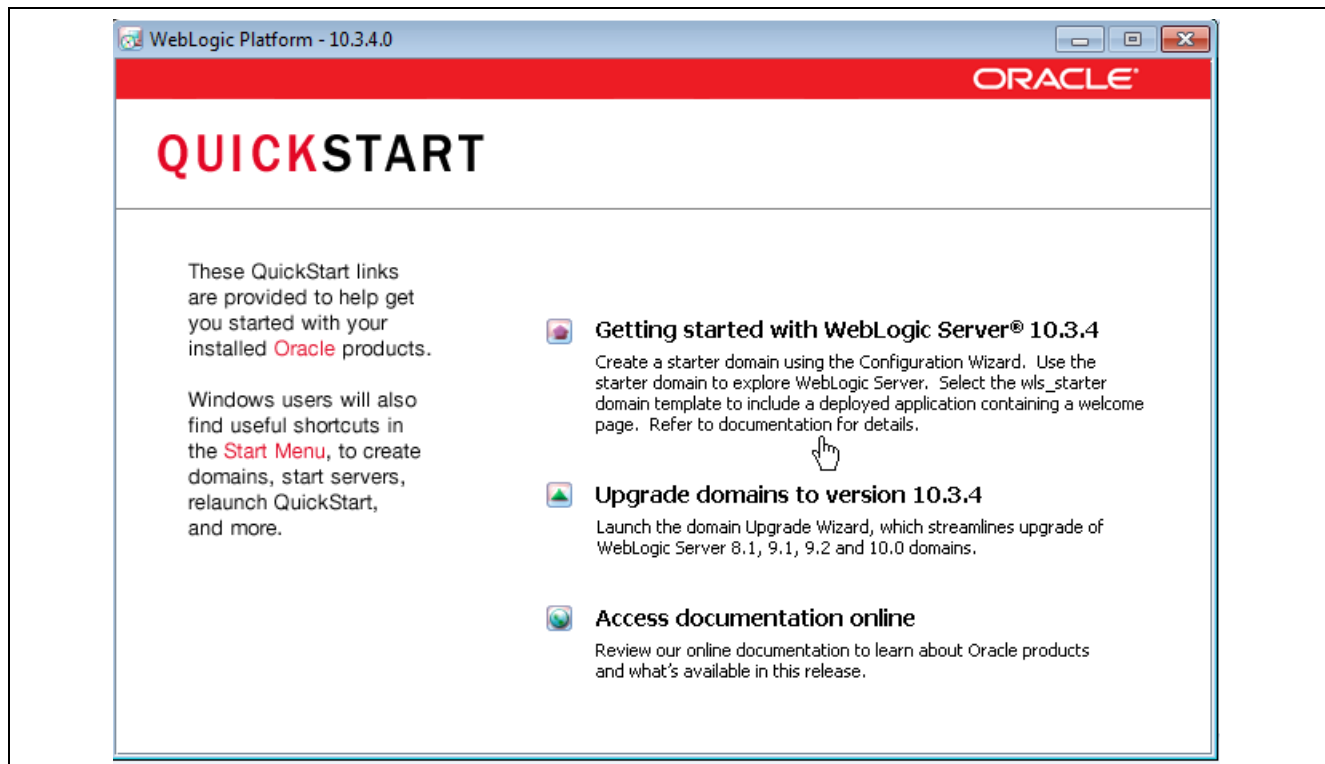 WebLogic Platform - 10.3.4.0
ORACLE®
QUICKSTART
These QuickStart links
are provided to help get
you started with your
installed Oracle products.
Windows users will also
find useful shortcuts in
the Start Menu, to create
domains, start servers,
relaunch QuickStart,
and more.
Getting started with WebLogic Server® 10.3.4
Create a starter domain using the Configuration Wizard. Use the
starter domain to explore WebLogic Server. Select the wls_starter
domain template to include a deployed application containing a welcome
page. Refer to documentation for details.
Upgrade domains to version 10.3.4
Launch the domain Upgrade Wizard, which streamlines upgrade of
WebLogic Server 8.1, 9.1, 9.2 and 10.0 domains.
Access documentation online
Review our online documentation to learn about Oracle products
and what's available in this release.